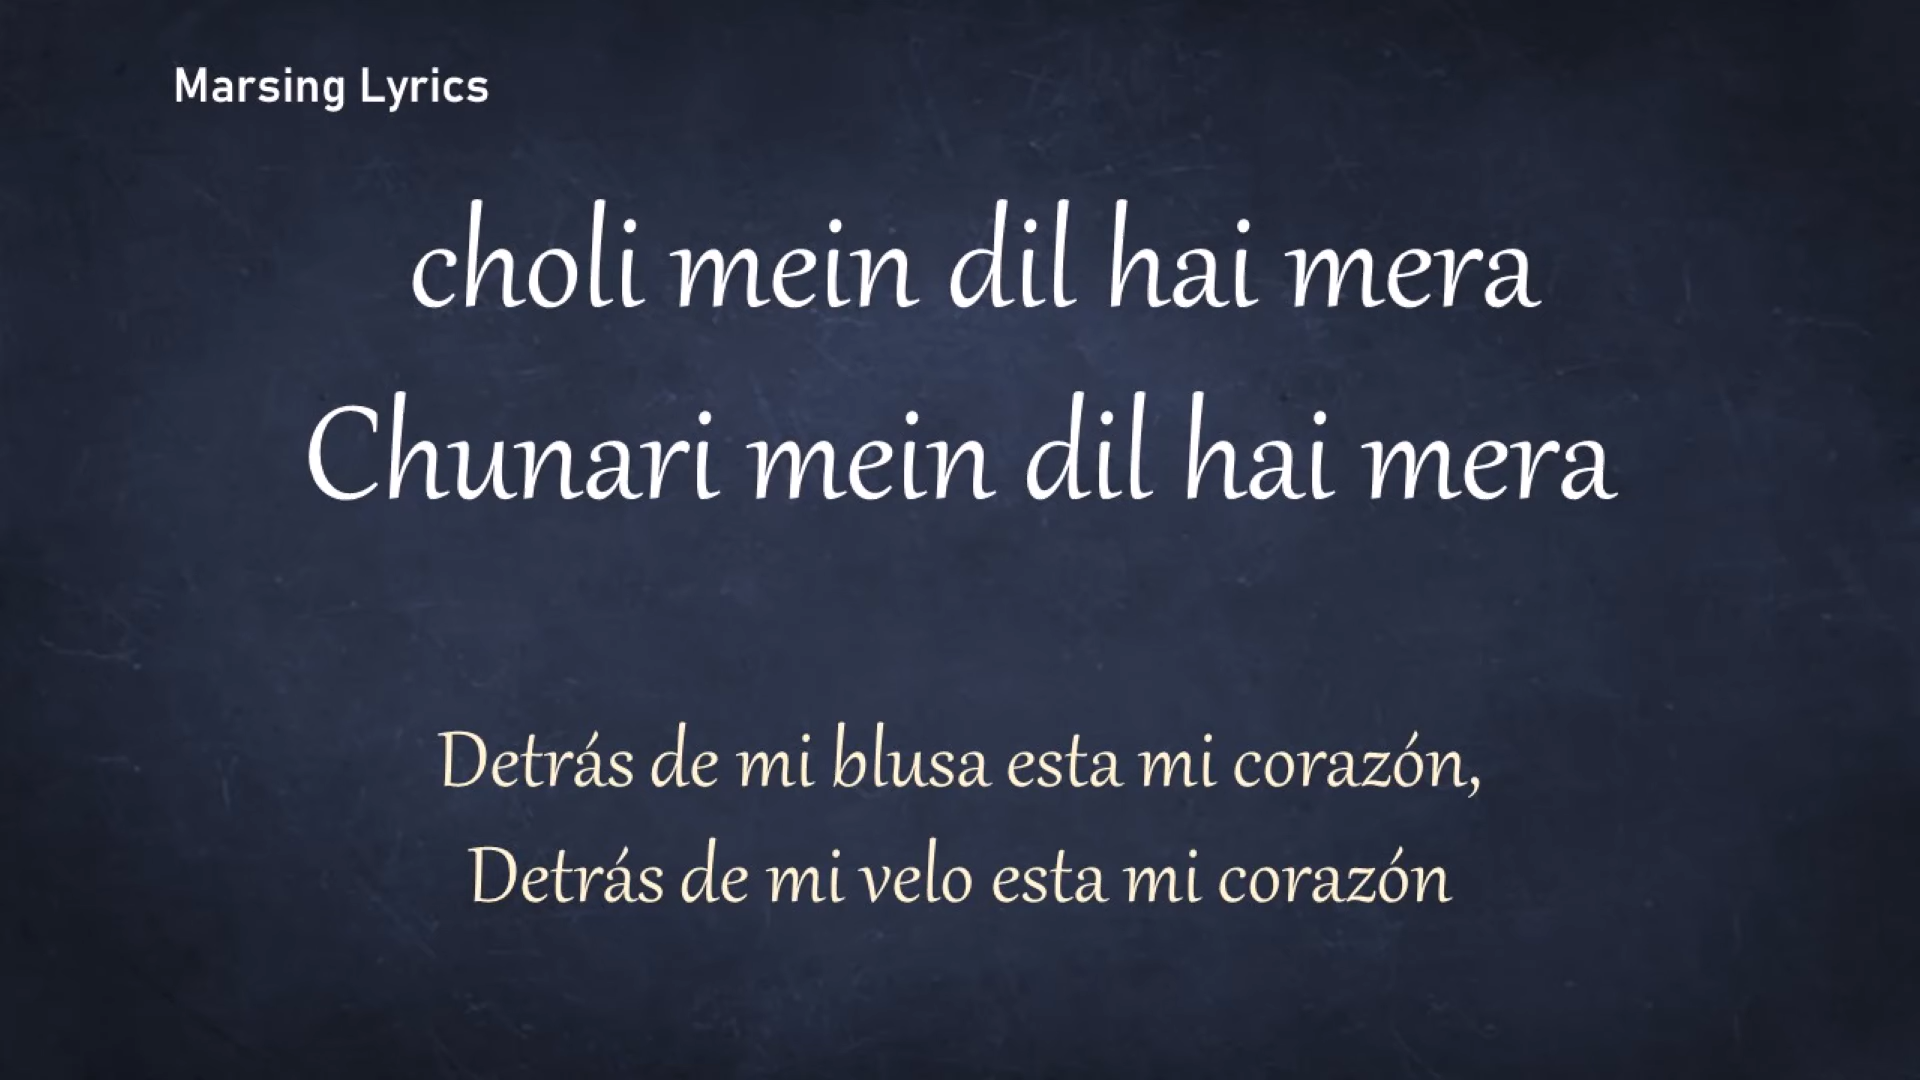 Marsing Lyrics
choli mein dil hai mera
Chunari mein dil hai mera
Detrás de mi blusa esta mi corazón,
Detrás de mi velo esta mi corazón